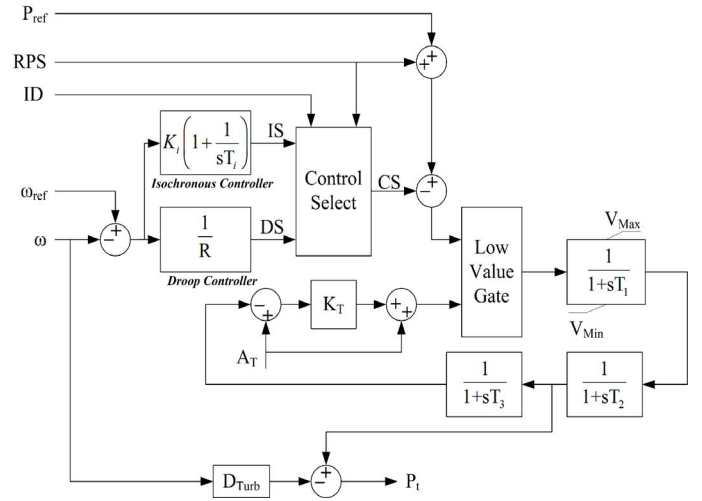 P_ref
RPS
ID
+ +
K_i(1+1/sT_i)
IS
Isochronous Controller
Control
Select
CS
+ −
ω_ref
+ −
ω
1/R
DS
Droop Controller
Low
Value
Gate
V_Max
1/1+sT_1
V_Min
− +
K_T
+ +
A_T
1/1+sT_3
1/1+sT_2
D_Turb
+ −
P_t